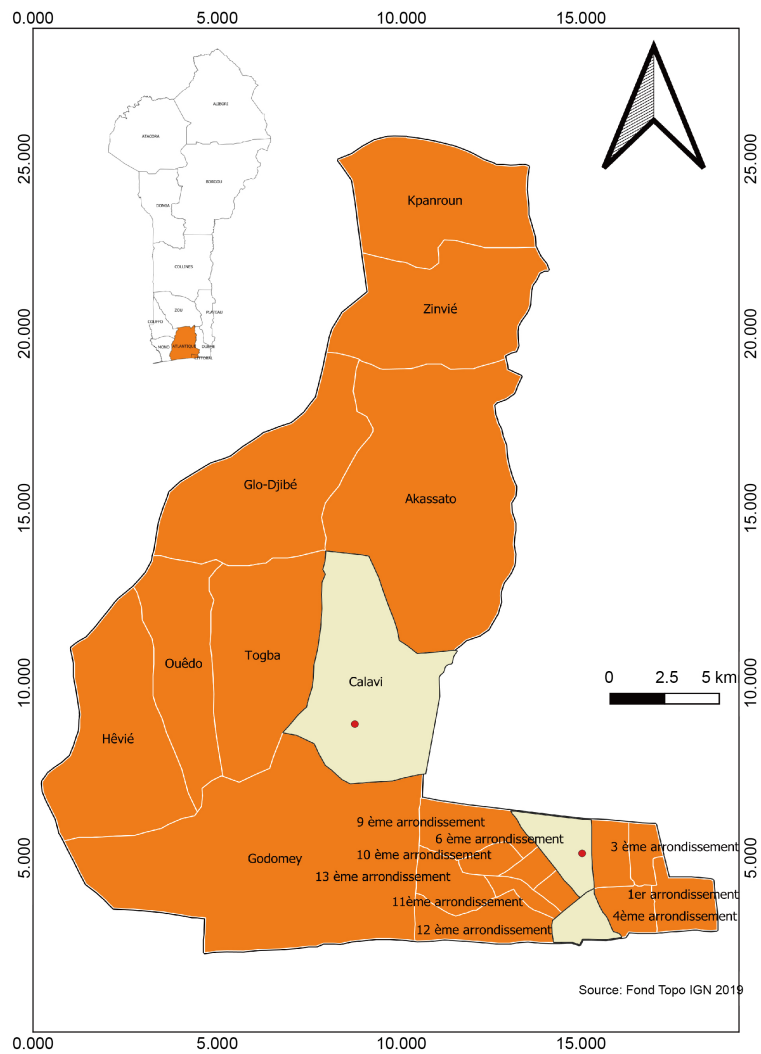 0.000 5.000 10.000 15.000
25.000
20.000
15.000
10.000
5.000
25.000
20.000
15.000
10.000
5.000
ALIBORI
ATACORA
BORGOU
DONGA
COLLINES
ZOU
PLATEAU
COUFFO
MONO
ATLANTIQUE
OUEME
LITTORAL
Kpanroun
Zinvié
Glo-Djibé
Akassato
Ouêdo
Togba
Calavi
Hêvié
0 2.5 5 km
Godomey
9 ème arrondissement
6 ème arrondissement
3 ème arrondissement
10 ème arrondissement
13 ème arrondissement
1er arrondissement
11ème arrondissement
4ème arrondissement
12 ème arrondissement
Source: Fond Topo IGN 2019
0.000 5.000 10.000 15.000